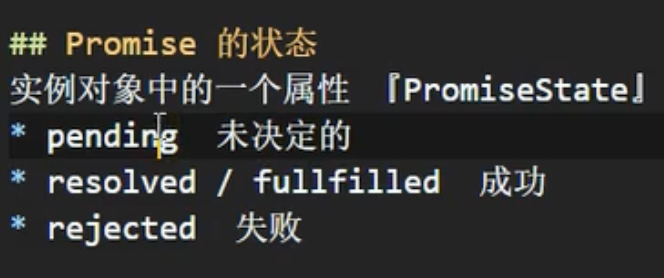 ## Promise 的状态
实例对象中的一个属性 『PromiseState』
* pending 未决定的
* resolved / fullfilled 成功
* rejected 失败